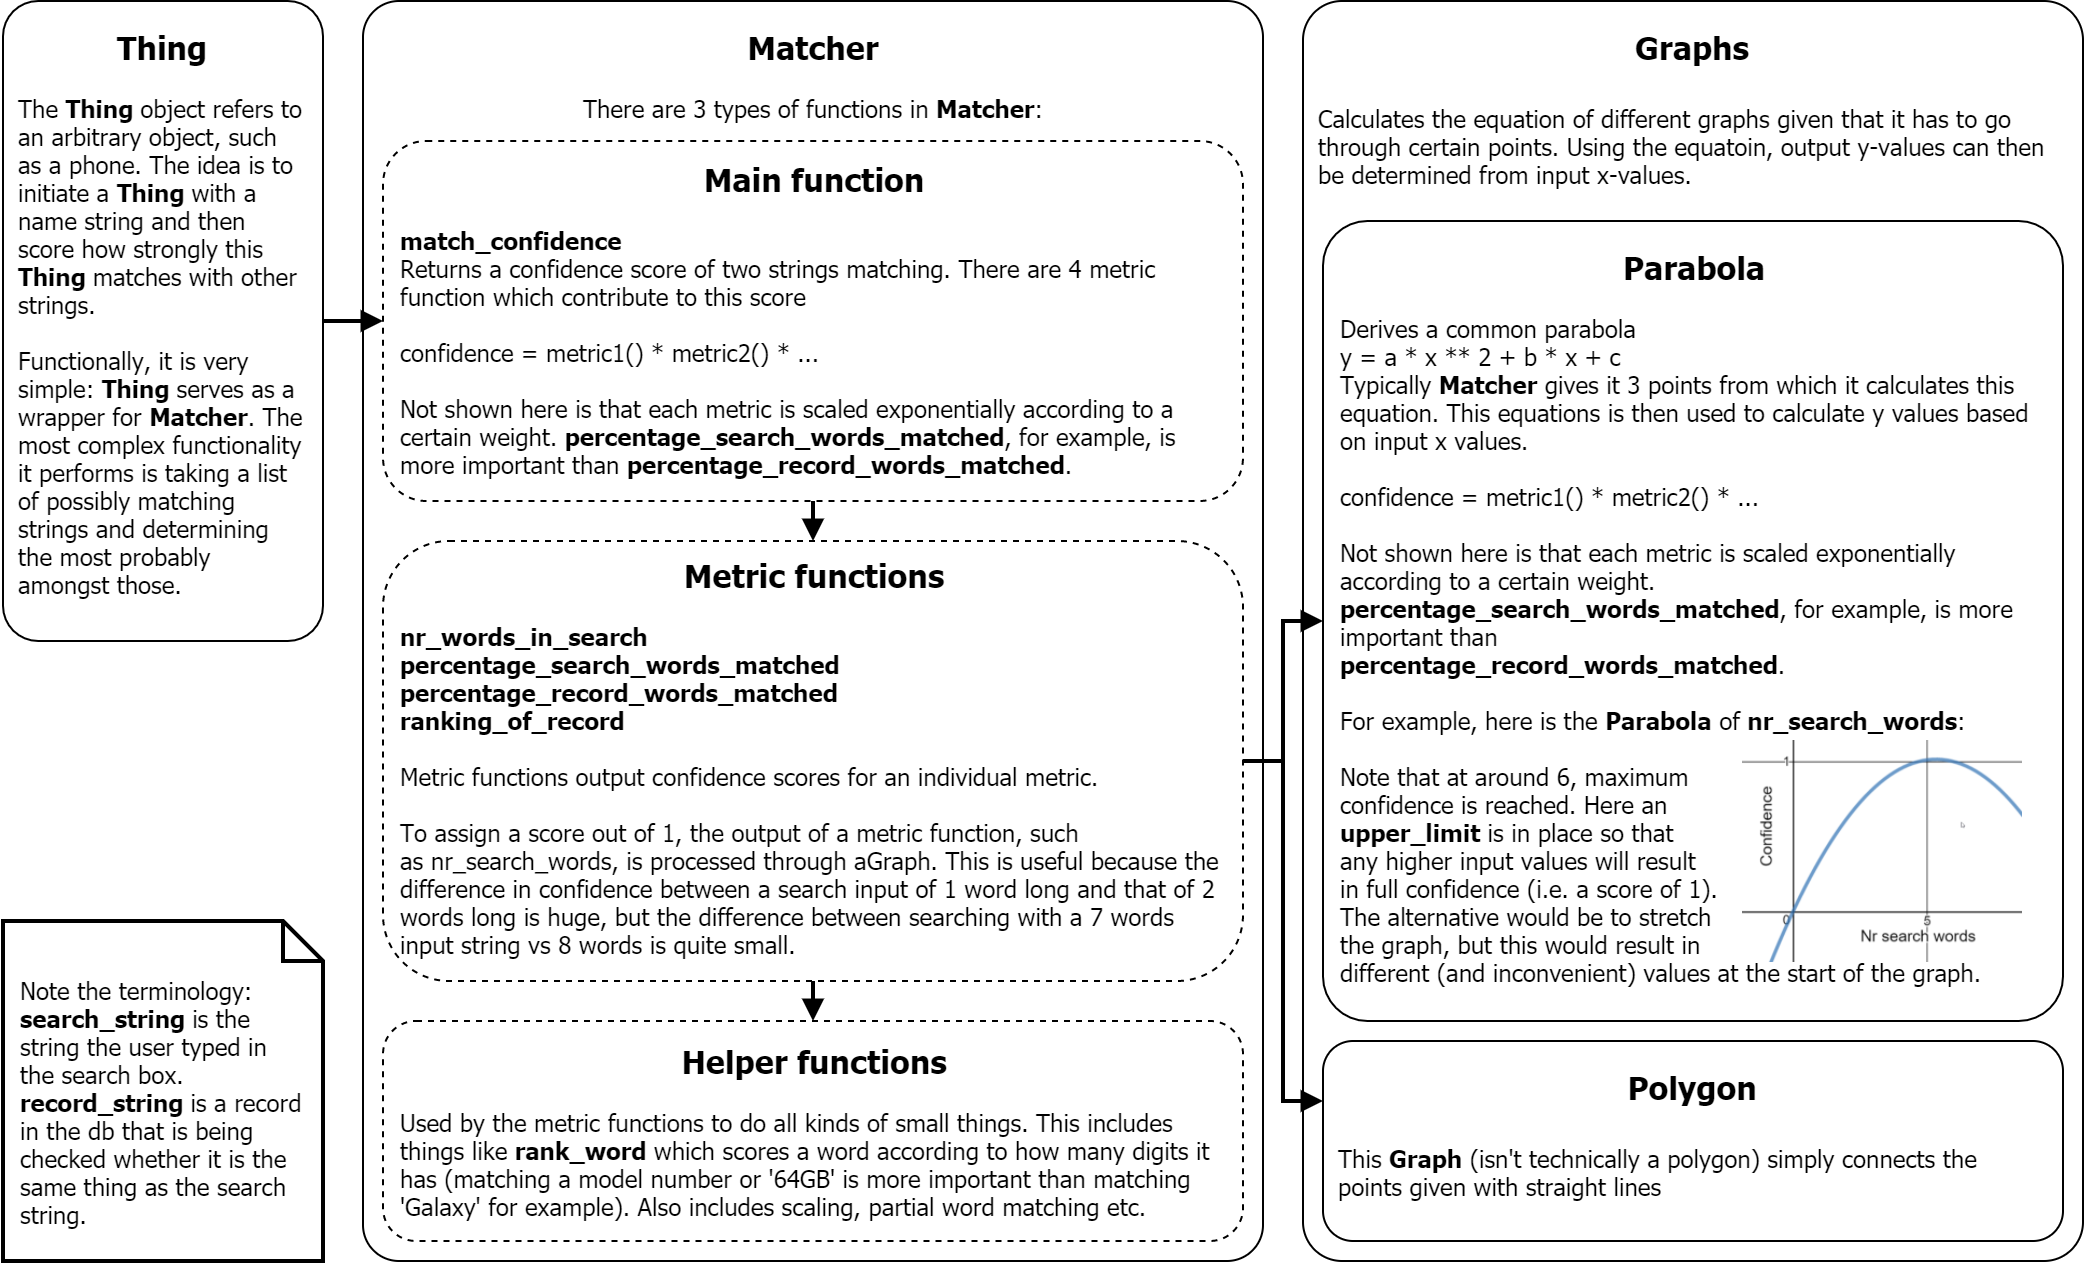 Thing
The Thing object refers to
an arbitrary object, such
as a phone. The idea is to
initiate a Thing with a
name string and then
score how strongly this
Thing matches with other
strings.
Functionally, it is very
simple: Thing serves as a
wrapper for Matcher. The
most complex functionality
it performs is taking a list
of possibly matching
strings and determining
the most probably
amongst those.
Note the terminology:
search_string is the
string the user typed in
the search box.
record_string is a record
in the db that is being
checked whether it is the
same thing as the search
string.
Matcher
There are 3 types of functions in Matcher:
Main function
match_confidence
Returns a confidence score of two strings matching. There are 4 metric
function which contribute to this score
confidence = metric1() * metric2() * ...
Not shown here is that each metric is scaled exponentially according to a
certain weight. percentage_search_words_matched, for example, is
more important than percentage_record_words_matched.
Metric functions
nr_words_in_search
percentage_search_words_matched
percentage_record_words_matched
ranking_of_record
Metric functions output confidence scores for an individual metric.
To assign a score out of 1, the output of a metric function, such
as nr_search_words, is processed through aGraph. This is useful because the
difference in confidence between a search input of 1 word long and that of 2
words long is huge, but the difference between searching with a 7 words
input string vs 8 words is quite small.
Helper functions
Used by the metric functions to do all kinds of small things. This includes
things like rank_word which scores a word according to how many digits it
has (matching a model number or '64GB' is more important than matching
'Galaxy' for example). Also includes scaling, partial word matching etc.
Graphs
Calculates the equation of different graphs given that it has to go
through certain points. Using the equatoin, output y-values can then
be determined from input x-values.
Parabola
Derives a common parabola
y = a * x ** 2 + b * x + c
Typically Matcher gives it 3 points from which it calculates this
equation. This equations is then used to calculate y values based
on input x values.
confidence = metric1() * metric2() * ...
Not shown here is that each metric is scaled exponentially
according to a certain weight.
percentage_search_words_matched, for example, is more
important than
percentage_record_words_matched.
For example, here is the Parabola of nr_search_words:
Note that at around 6, maximum
confidence is reached. Here an
upper_limit is in place so that
any higher input values will result
in full confidence (i.e. a score of 1).
The alternative would be to stretch
the graph, but this would result in
different (and inconvenient) values at the start of the graph.
1
Confidence
0
5
Nr search words
Polygon
This Graph (isn't technically a polygon) simply connects the
points given with straight lines